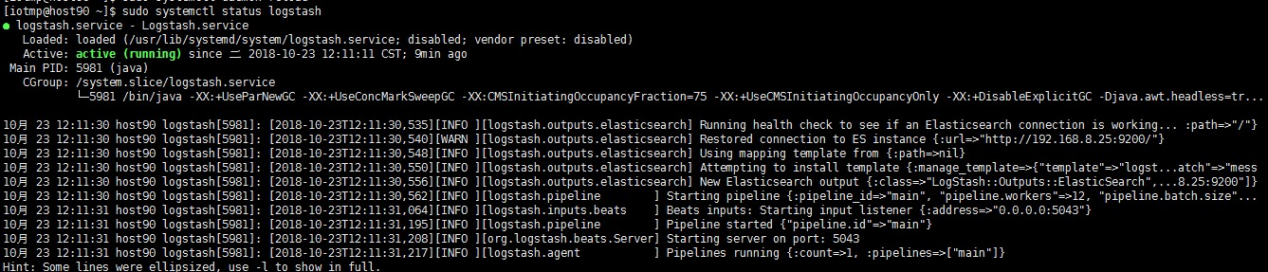 [iotmp@host90 ~]$ sudo systemctl status logstash
● logstash.service - Logstash.service
Loaded: loaded (/usr/lib/systemd/system/logstash.service; disabled; vendor preset: disabled)
Active: active (running) since 二 2018-10-23 12:11:11 CST; 9min ago
Main PID: 5981 (java)
CGroup: /system.slice/logstash.service
└─5981 /bin/java -XX:+UseParNewGC -XX:+UseConcMarkSweepGC -XX:CMSInitiatingOccupancyFraction=75 -XX:+UseCMSInitiatingOccupancyOnly -XX:+DisableExplicitGC -Djava.awt.headless=tr...
10月 23 12:11:30 host90 logstash[5981]: [2018-10-23T12:11:30,535][INFO ][logstash.outputs.elasticsearch] Running health check to see if an Elasticsearch connection is working... :path=>"/"}
10月 23 12:11:30 host90 logstash[5981]: [2018-10-23T12:11:30,540][WARN ][logstash.outputs.elasticsearch] Restored connection to ES instance {:url=>"http://192.168.8.25:9200/"}
10月 23 12:11:30 host90 logstash[5981]: [2018-10-23T12:11:30,548][INFO ][logstash.outputs.elasticsearch] Using mapping template from {:path=>nil}
10月 23 12:11:30 host90 logstash[5981]: [2018-10-23T12:11:30,550][INFO ][logstash.outputs.elasticsearch] Attempting to install template {:manage_template=>{"template"=>"logst...atch"=>"mess
10月 23 12:11:30 host90 logstash[5981]: [2018-10-23T12:11:30,556][INFO ][logstash.outputs.elasticsearch] New Elasticsearch output {:class=>"LogStash::Outputs::ElasticSearch",...8.25:9200"]}
10月 23 12:11:30 host90 logstash[5981]: [2018-10-23T12:11:30,562][INFO ][logstash.pipeline        ] Starting pipeline {:pipeline_id=>"main", "pipeline.workers"=>12, "pipeline.batch.size"...
10月 23 12:11:31 host90 logstash[5981]: [2018-10-23T12:11:31,064][INFO ][logstash.inputs.beats    ] Beats inputs: Starting input listener {:address=>"0.0.0.0:5043"}
10月 23 12:11:31 host90 logstash[5981]: [2018-10-23T12:11:31,195][INFO ][logstash.pipeline        ] Pipeline started {"pipeline.id"=>"main"}
10月 23 12:11:31 host90 logstash[5981]: [2018-10-23T12:11:31,208][INFO ][org.logstash.beats.Server] Starting server on port: 5043
10月 23 12:11:31 host90 logstash[5981]: [2018-10-23T12:11:31,217][INFO ][logstash.agent           ] Pipelines running {:count=>1, :pipelines=>["main"]}
Hint: Some lines were ellipsized, use -l to show in full.